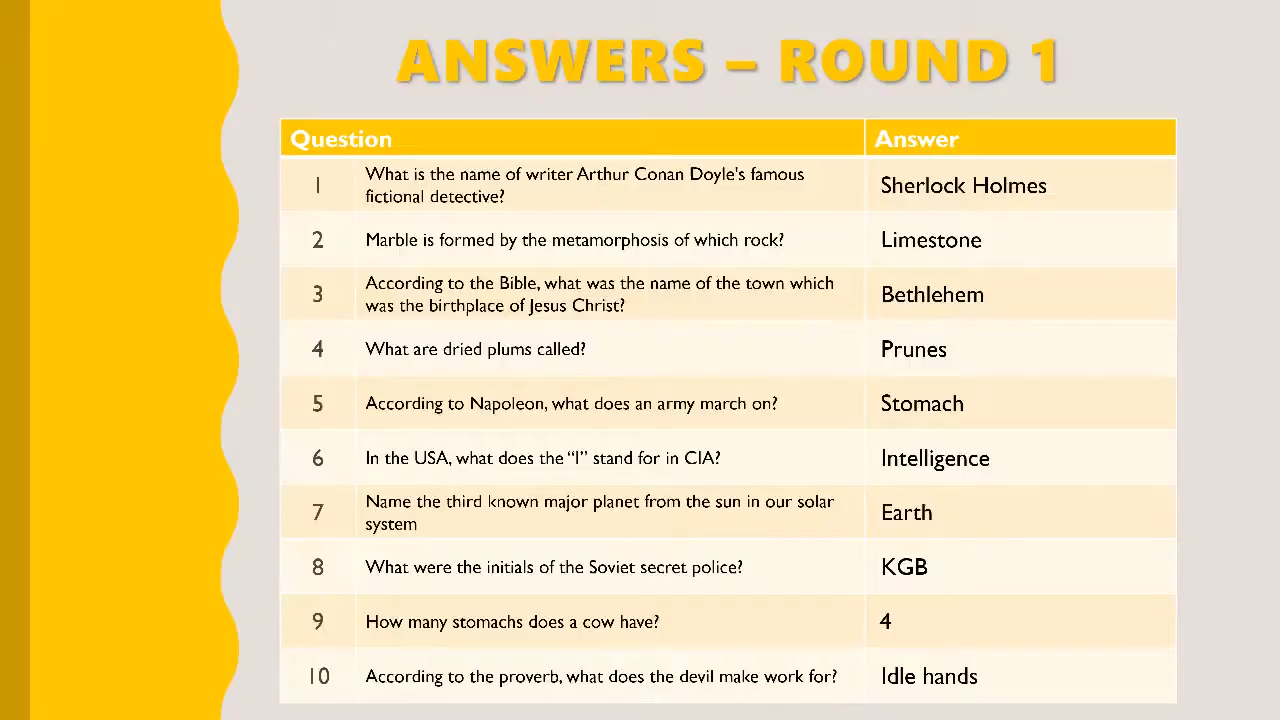 ANSWERS – ROUND 1
Question Answer
1 What is the name of writer Arthur Conan Doyle's famous
fictional detective? Sherlock Holmes
2 Marble is formed by the metamorphosis of which rock? Limestone
3 According to the Bible, what was the name of the town which
was the birthplace of Jesus Christ? Bethlehem
4 What are dried plums called? Prunes
5 According to Napoleon, what does an army march on? Stomach
6 In the USA, what does the “I” stand for in CIA? Intelligence
7 Name the third known major planet from the sun in our solar
system Earth
8 What were the initials of the Soviet secret police? KGB
9 How many stomachs does a cow have? 4
10 According to the proverb, what does the devil make work for? Idle hands